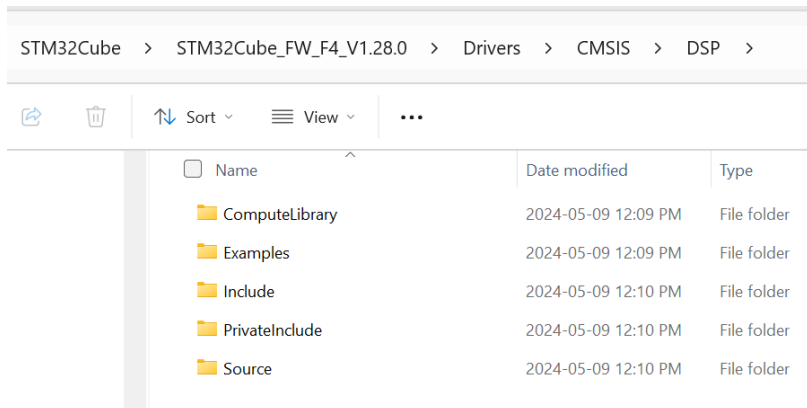 STM32Cube > STM32Cube_FW_F4_V1.28.0 > Drivers > CMSIS > DSP >
Sort View ...
Name Date modified Type
ComputeLibrary 2024-05-09 12:09 PM File folder
Examples 2024-05-09 12:09 PM File folder
Include 2024-05-09 12:10 PM File folder
PrivateInclude 2024-05-09 12:10 PM File folder
Source 2024-05-09 12:10 PM File folder